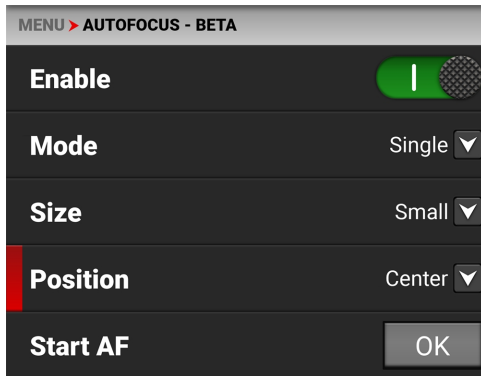 MENU > AUTOFOCUS - BETA
Enable
Mode Single
Size Small
Position Center
Start AF OK